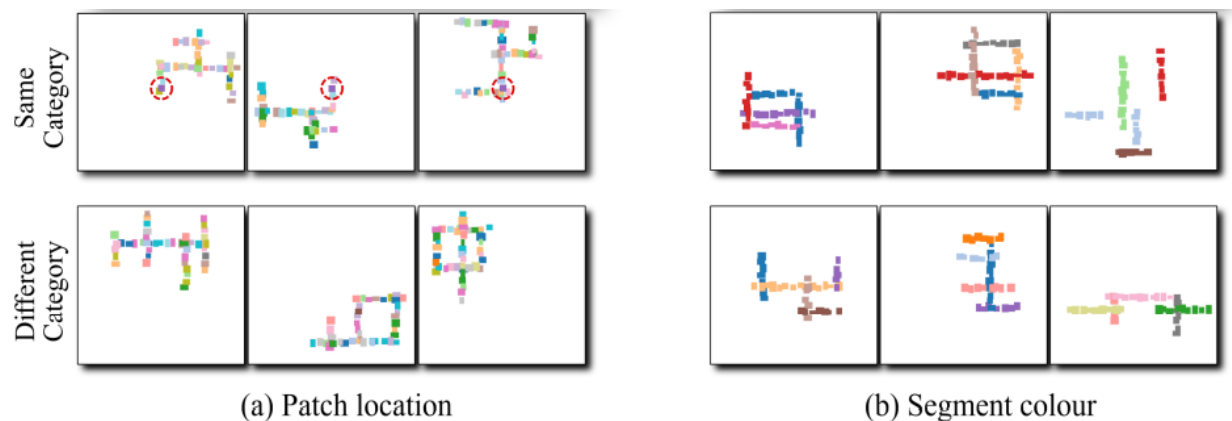 Same
Category
Different
Category
(a) Patch location
(b) Segment colour